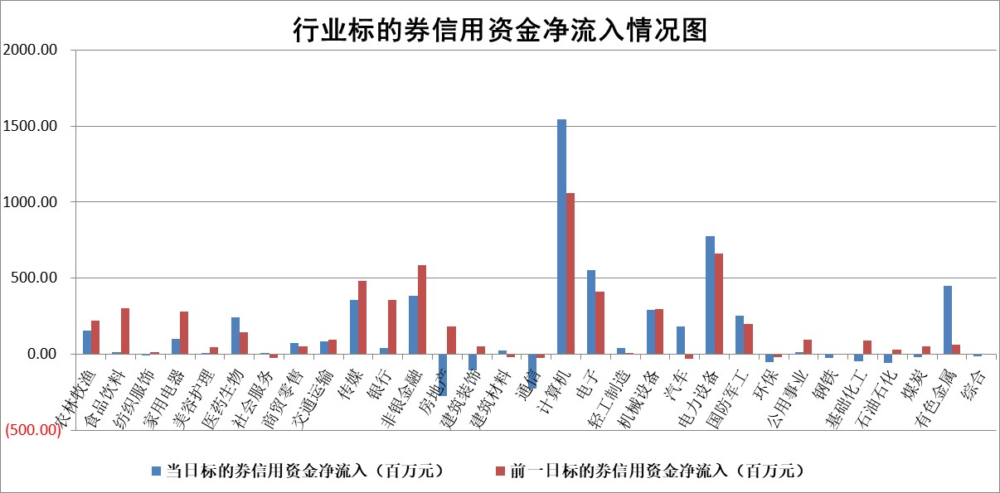 行业标的券信用资金净流入情况图
2000.00
1500.00
1000.00
500.00
0.00
(500.00)
农林牧渔
食品饮料
纺织服饰
家用电器
美容护理
医药生物
社会服务
商贸零售
交通运输
传媒
银行
非银金融
房地产
建筑装饰
建筑材料
通信
计算机
电子
轻工制造
机械设备
汽车
电力设备
国防军工
环保
公用事业
钢铁
基础化工
石油石化
煤炭
有色金属
综合
当日标的券信用资金净流入（百万元）
前一日标的券信用资金净流入（百万元）